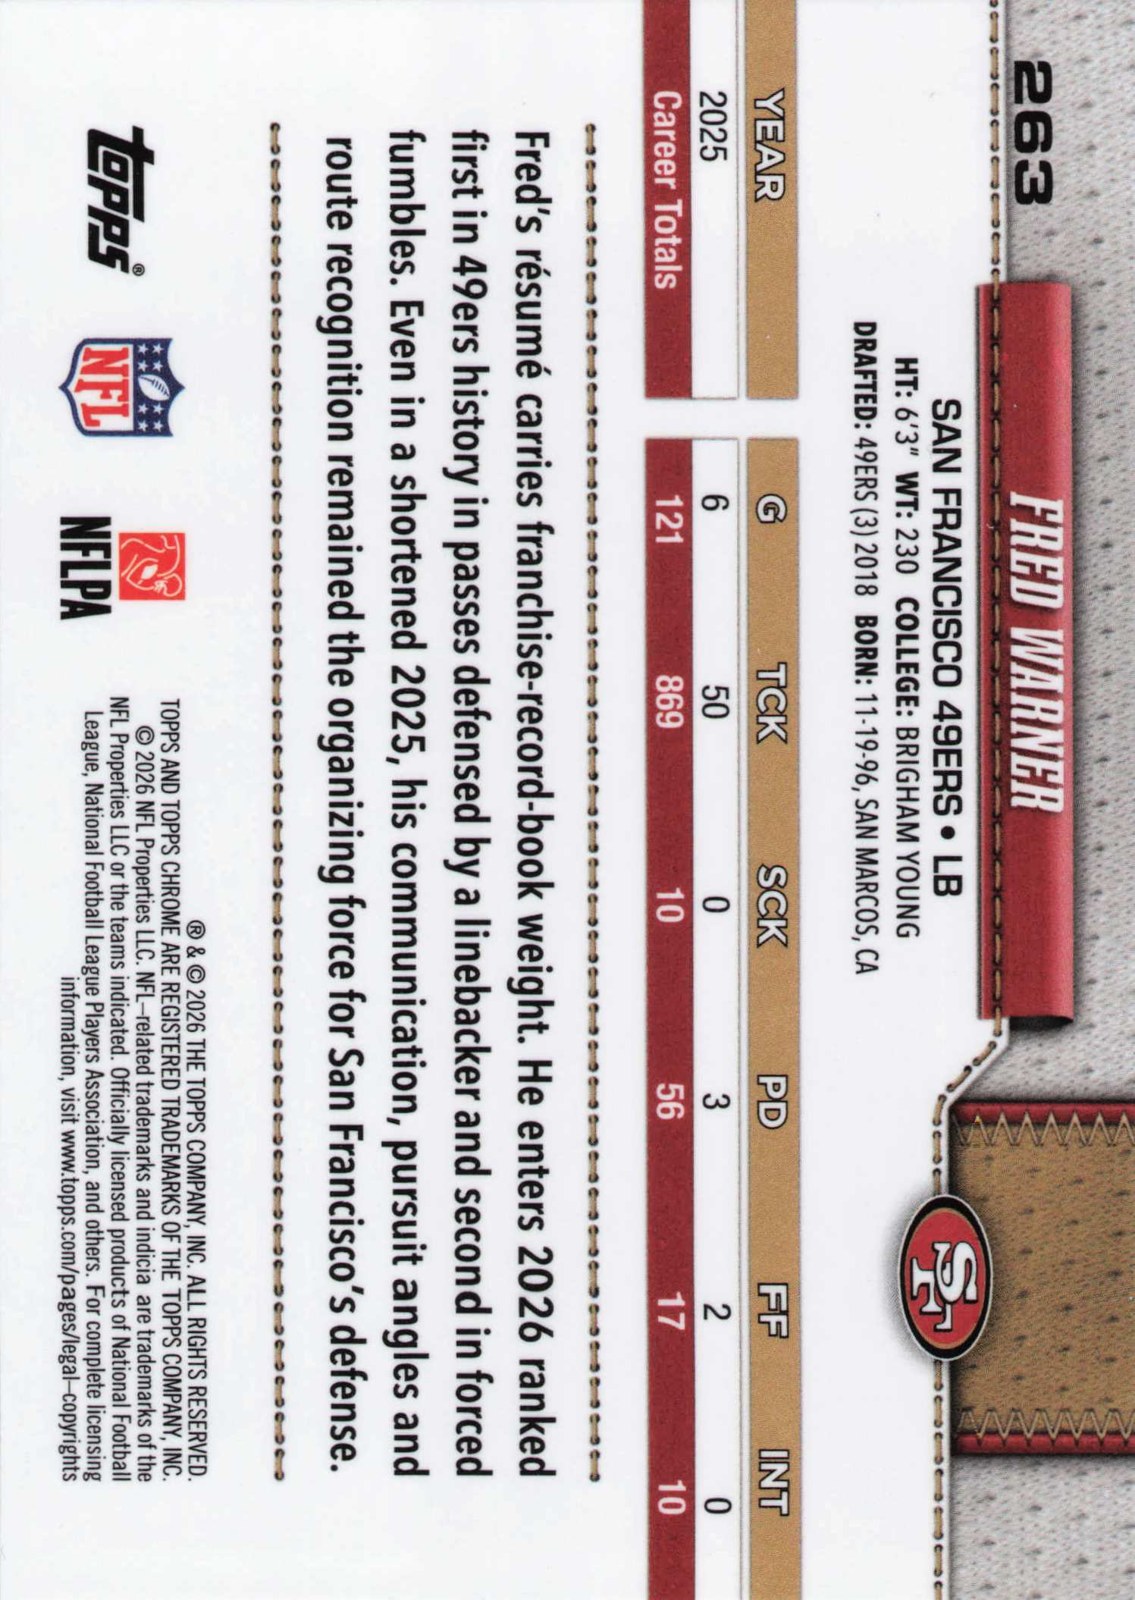 263
FRED WARNER
SAN FRANCISCO 49ERS • LB
HT: 6'3" WT: 230 COLLEGE: BRIGHAM YOUNG
DRAFTED: 49ERS (3) 2018 BORN: 11-19-96, SAN MARCOS, CA
YEAR G TCK SCK PD FF INT
2025 6 50 0 3 2 0
Career Totals 121 869 10 56 17 10
Fred's résumé carries franchise-record-book weight. He enters 2026 ranked
first in 49ers history in passes defensed by a linebacker and second in forced
fumbles. Even in a shortened 2025, his communication, pursuit angles and
route recognition remained the organizing force for San Francisco's defense.
topps®
NFL
NFLPA
® & © 2026 THE TOPPS COMPANY, INC. ALL RIGHTS RESERVED.
TOPPS AND TOPPS CHROME ARE REGISTERED TRADEMARKS OF THE TOPPS COMPANY, INC.
© 2026 NFL Properties LLC. NFL-related trademarks and indicia are trademarks of the
NFL Properties LLC or the teams indicated. Officially licensed products of National Football
League, National Football League Players Association, and others. For complete licensing
information, visit www.topps.com/pages/legal-copyrights
SF